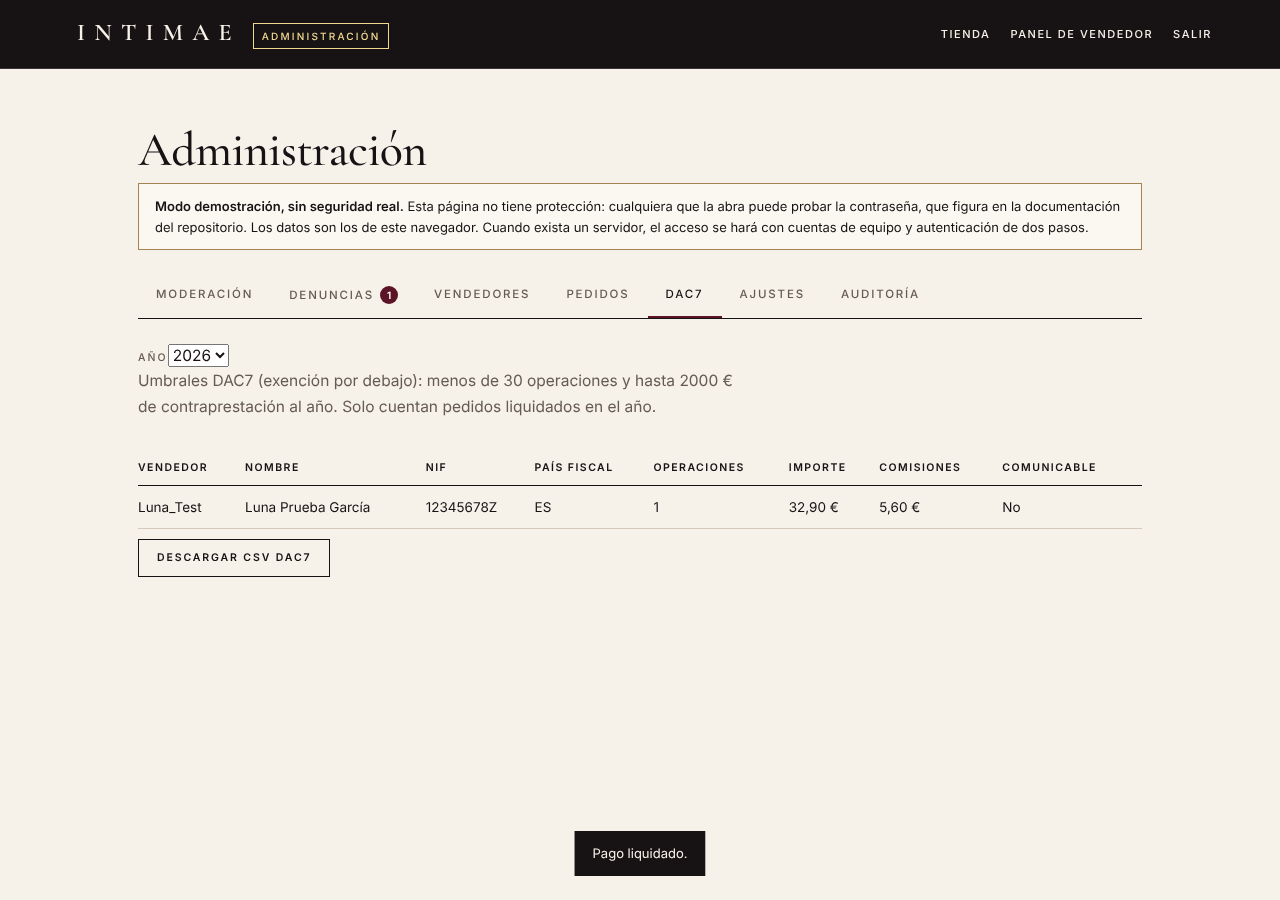 INTIMAE ADMINISTRACIÓN TIENDA PANEL DE VENDEDOR SALIR
Administración
Modo demostración, sin seguridad real. Esta página no tiene protección: cualquiera que la abra puede probar la contraseña, que figura en la documentación
del repositorio. Los datos son los de este navegador. Cuando exista un servidor, el acceso se hará con cuentas de equipo y autenticación de dos pasos.
MODERACIÓN DENUNCIAS 1 VENDEDORES PEDIDOS DAC7 AJUSTES AUDITORÍA
AÑO 2026
Umbrales DAC7 (exención por debajo): menos de 30 operaciones y hasta 2000 €
de contraprestación al año. Solo cuentan pedidos liquidados en el año.
VENDEDOR NOMBRE NIF PAÍS FISCAL OPERACIONES IMPORTE COMISIONES COMUNICABLE
Luna_Test Luna Prueba García 12345678Z ES 1 32,90 € 5,60 € No
DESCARGAR CSV DAC7
Pago liquidado.